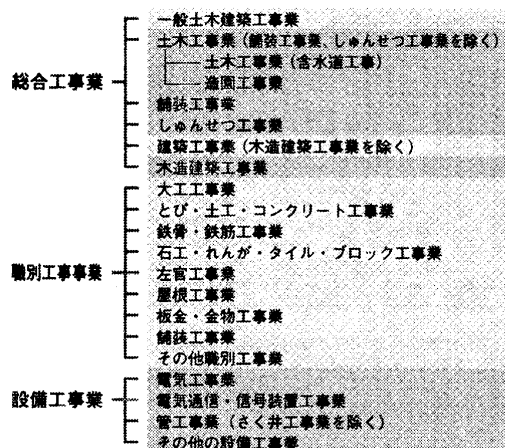 総合工事業
一般土木建築工事業
土木工事業（舗装工事業、しゅんせつ工事業を除く）
土木工事業（含水道工事）
造園工事業
舗装工事業
しゅんせつ工事業
建築工事業（木造建築工事業を除く）
木造建築工事業
職別工事事業
大工工事業
とび・土工・コンクリート工事業
鉄骨・鉄筋工事業
石工・れんが・タイル・ブロック工事業
左官工事業
屋根工事業
板金・金物工事業
舗装工事業
その他職別工事業
設備工事業
電気工事業
電気通信・信号装置工事業
管工事業（さく井工事業を除く）
その他の設備工事業